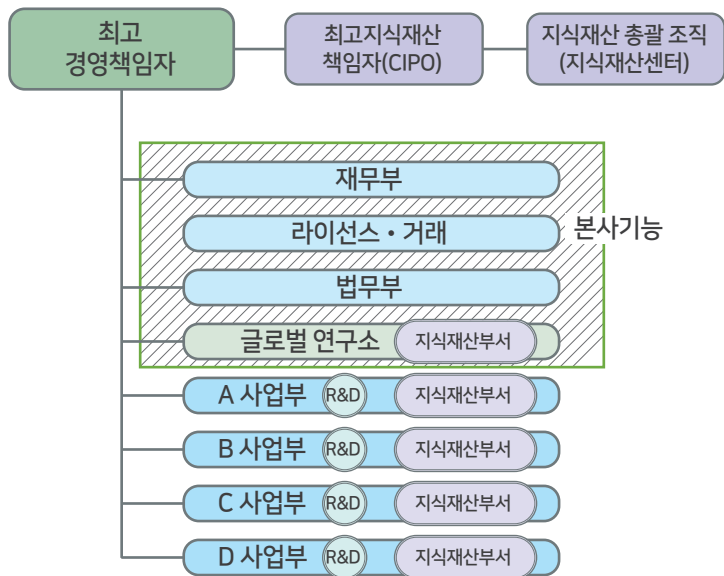 최고
경영책임자
최고지식재산
책임자(CIPO)
지식재산 총괄 조직
(지식재산센터)
재무부
라이선스・거래
본사기능
법무부
글로벌 연구소 지식재산부서
A 사업부 R&D 지식재산부서
B 사업부 R&D 지식재산부서
C 사업부 R&D 지식재산부서
D 사업부 R&D 지식재산부서